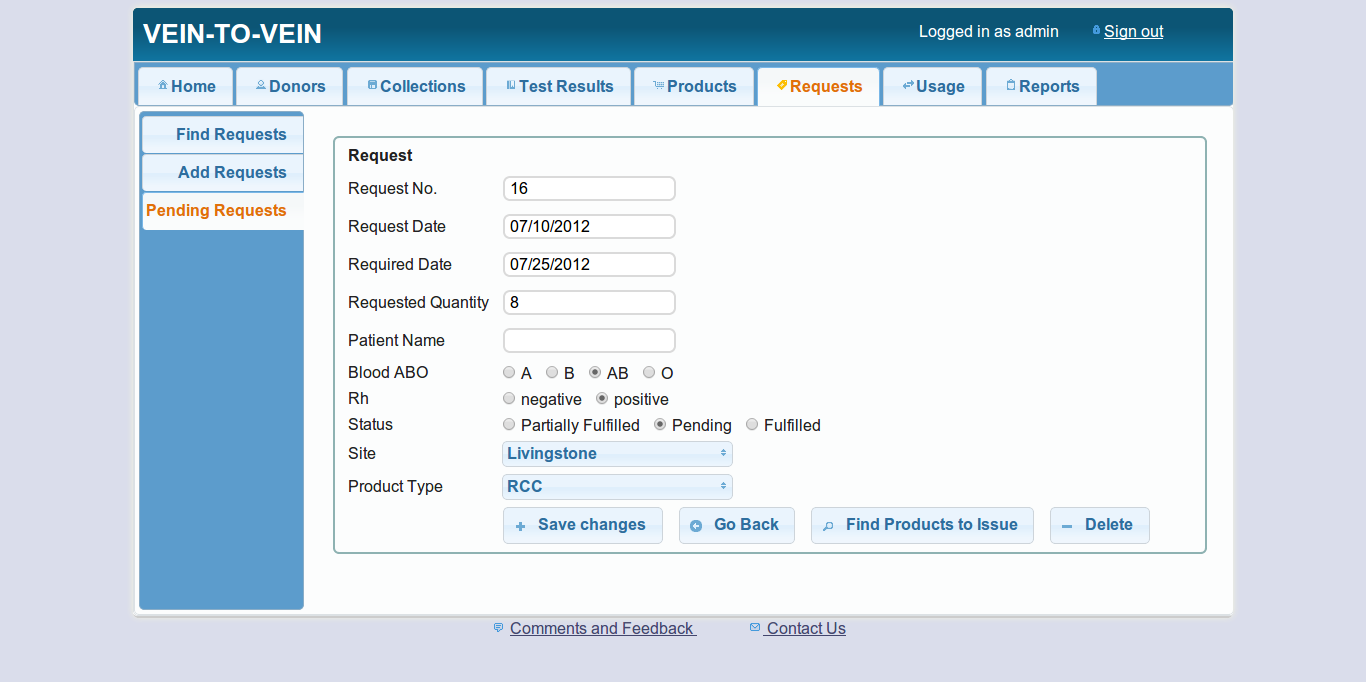 VEIN-TO-VEIN
Logged in as admin Sign out
Home Donors Collections Test Results Products Requests Usage Reports
Find Requests
Add Requests
Pending Requests
Request
Request No. 16
Request Date 07/10/2012
Required Date 07/25/2012
Requested Quantity 8
Patient Name
Blood ABO A B AB O
Rh negative positive
Status Partially Fulfilled Pending Fulfilled
Site Livingstone
Product Type RCC
Save changes Go Back Find Products to Issue Delete
Comments and Feedback Contact Us